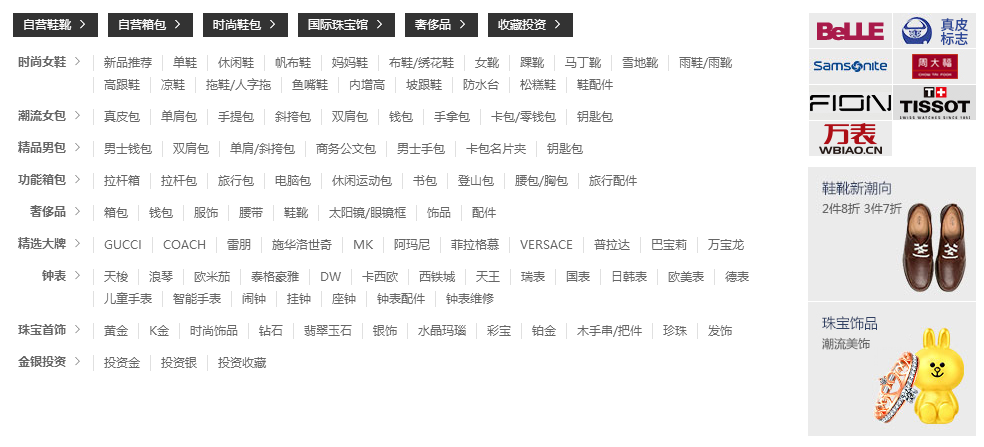 自营鞋靴 > 自营箱包 > 时尚鞋包 > 国际珠宝馆 > 奢侈品 > 收藏投资 >
时尚女鞋 > 新品推荐 单鞋 休闲鞋 帆布鞋 妈妈鞋 布鞋/绣花鞋 女靴 踝靴 马丁靴 雪地靴 雨鞋/雨靴
高跟鞋 凉鞋 拖鞋/人字拖 鱼嘴鞋 内增高 坡跟鞋 防水台 松糕鞋 鞋配件
潮流女包 > 真皮包 单肩包 手提包 斜挎包 双肩包 钱包 手拿包 卡包/零钱包 钥匙包
精品男包 > 男士钱包 双肩包 单肩/斜挎包 商务公文包 男士手包 卡包名片夹 钥匙包
功能箱包 > 拉杆箱 拉杆包 旅行包 电脑包 休闲运动包 书包 登山包 腰包/胸包 旅行配件
奢侈品 > 箱包 钱包 服饰 腰带 鞋靴 太阳镜/眼镜框 饰品 配件
精选大牌 > GUCCI COACH 雷朋 施华洛世奇 MK 阿玛尼 菲拉格慕 VERSACE 普拉达 巴宝莉 万宝龙
钟表 > 天梭 浪琴 欧米茄 泰格豪雅 DW 卡西欧 西铁城 天王 瑞表 国表 日韩表 欧美表 德表
儿童手表 智能手表 闹钟 挂钟 座钟 钟表配件 钟表维修
珠宝首饰 > 黄金 K金 时尚饰品 钻石 翡翠玉石 银饰 水晶玛瑙 彩宝 铂金 木手串/把件 珍珠 发饰
金银投资 > 投资金 投资银 投资收藏
BeLLE
真皮
标志
Samsonite
周大福
CHOW TAI FOOK
FION
TISSOT
SWISS WATCHES SINCE 1853
万表
WBIAO.CN
鞋靴新潮向
2件8折 3件7折
珠宝饰品
潮流美饰